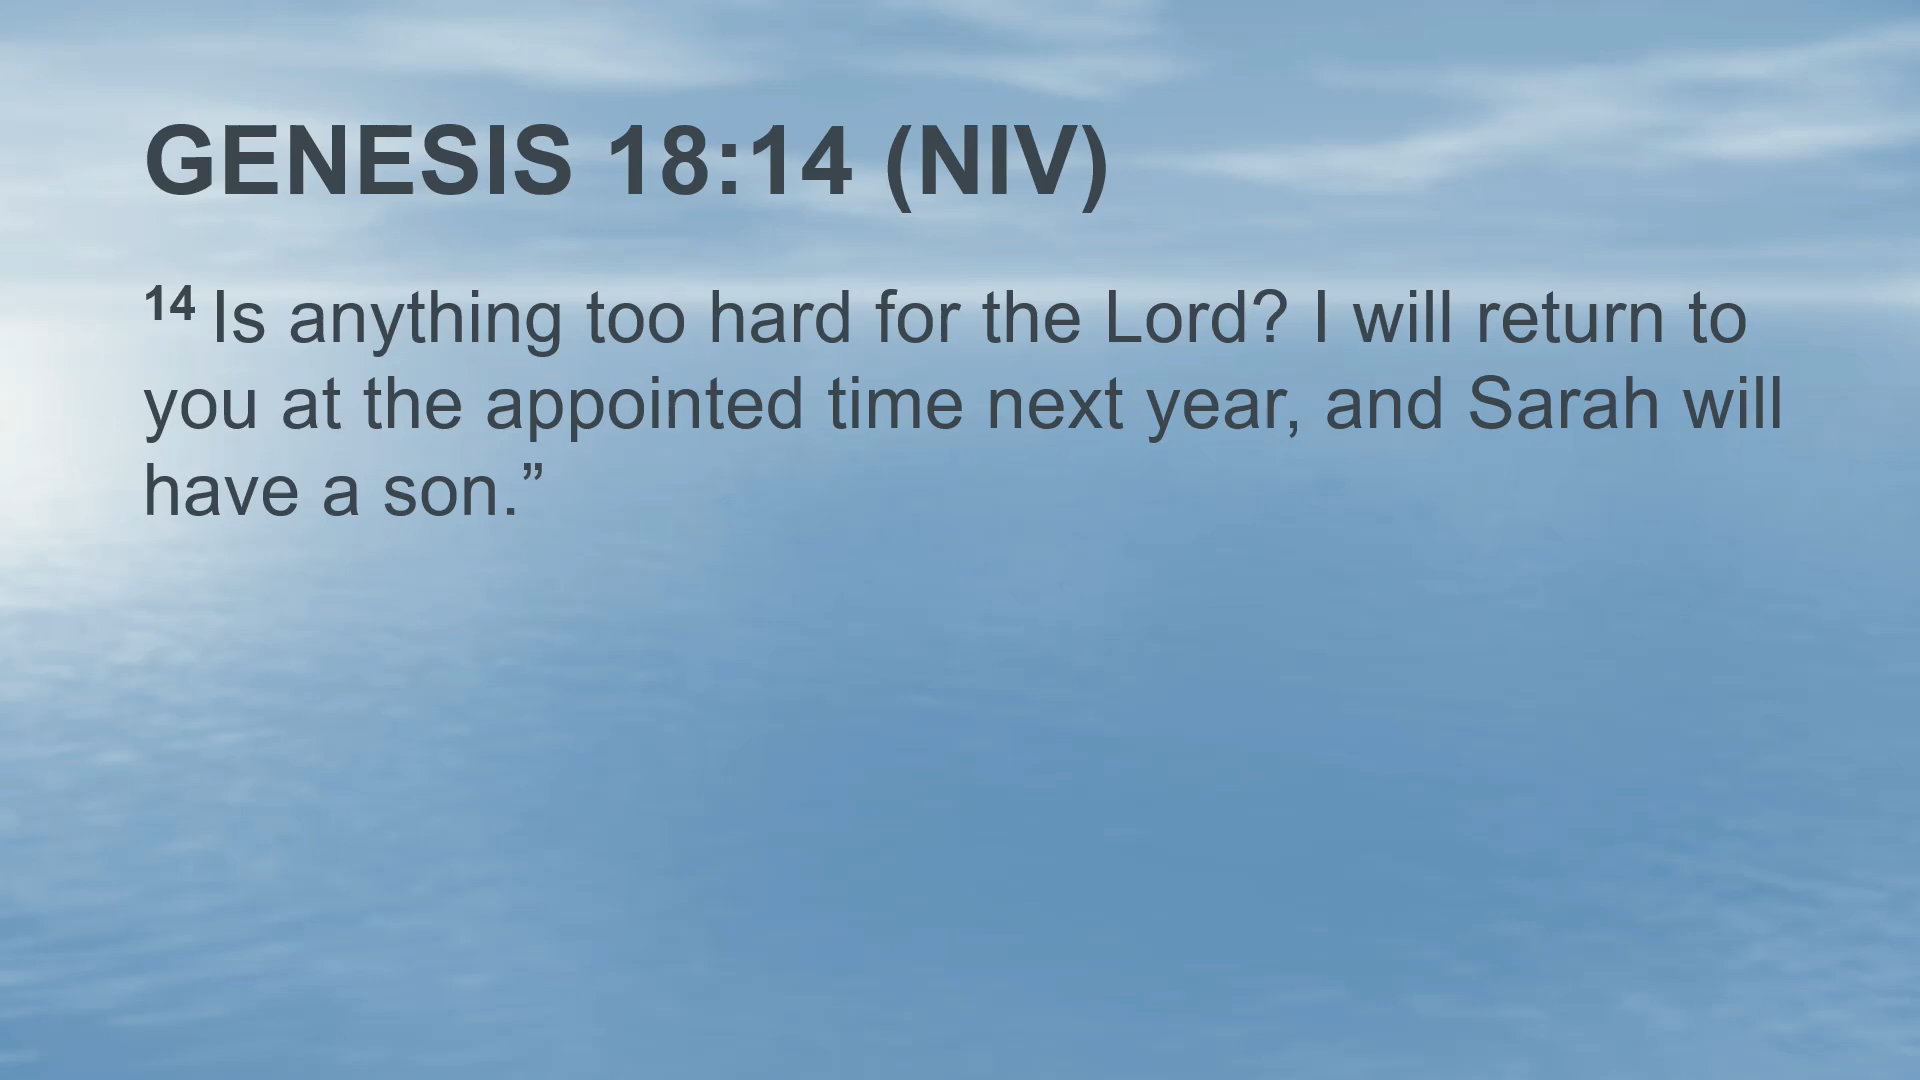 GENESIS 18:14 (NIV)
14 Is anything too hard for the Lord? I will return to
you at the appointed time next year, and Sarah will
have a son.”